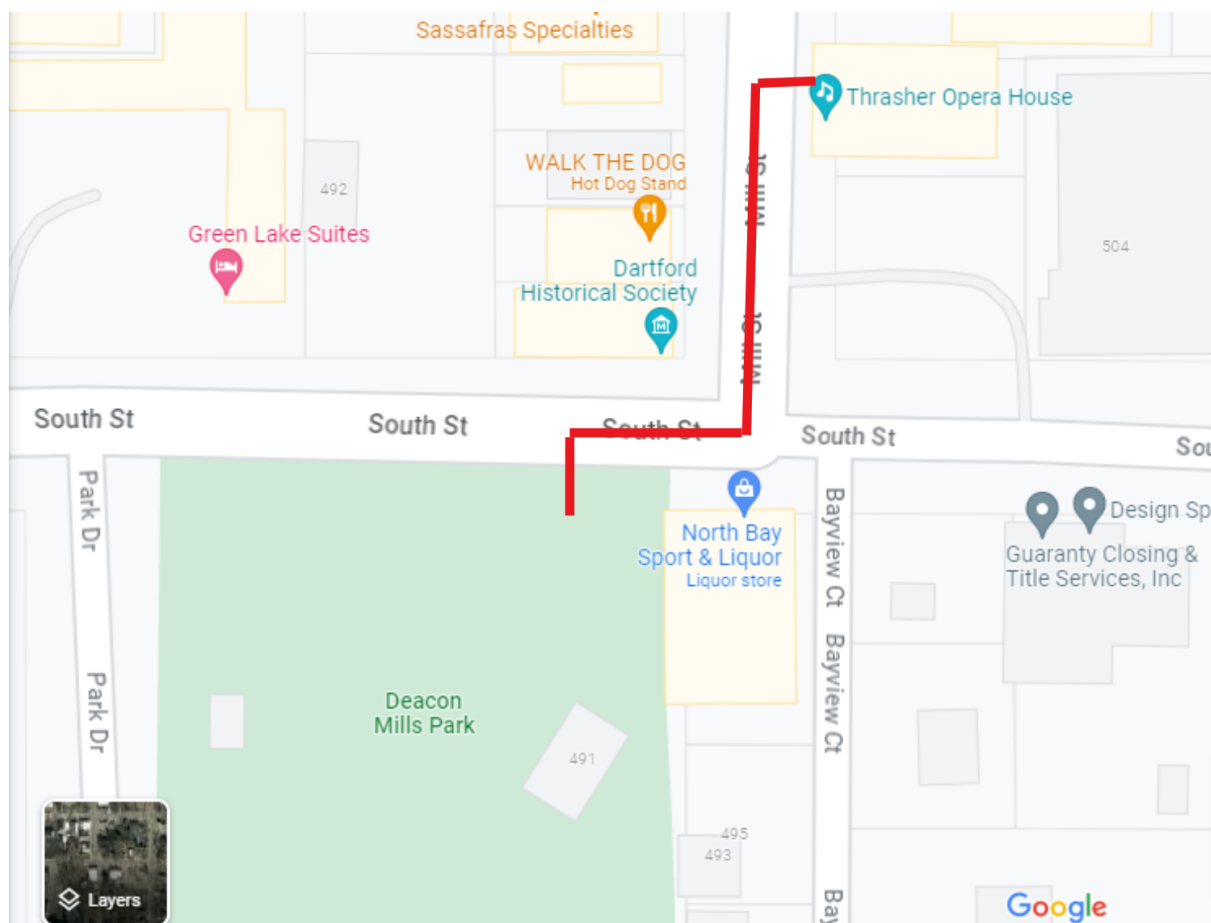 Sassafras Specialties
Thrasher Opera House
WALK THE DOG
Hot Dog Stand
Mill St
492
Green Lake Suites
504
Dartford
Historical Society
Mill St
South St
South St
South St
South St
Sou
Park Dr
North Bay
Sport & Liquor
Liquor store
Bayview Ct
Design Sp
Guaranty Closing &
Title Services, Inc
Park Dr
Deacon
Mills Park
Bayview Ct
491
495
493
Layers
Bay
Google